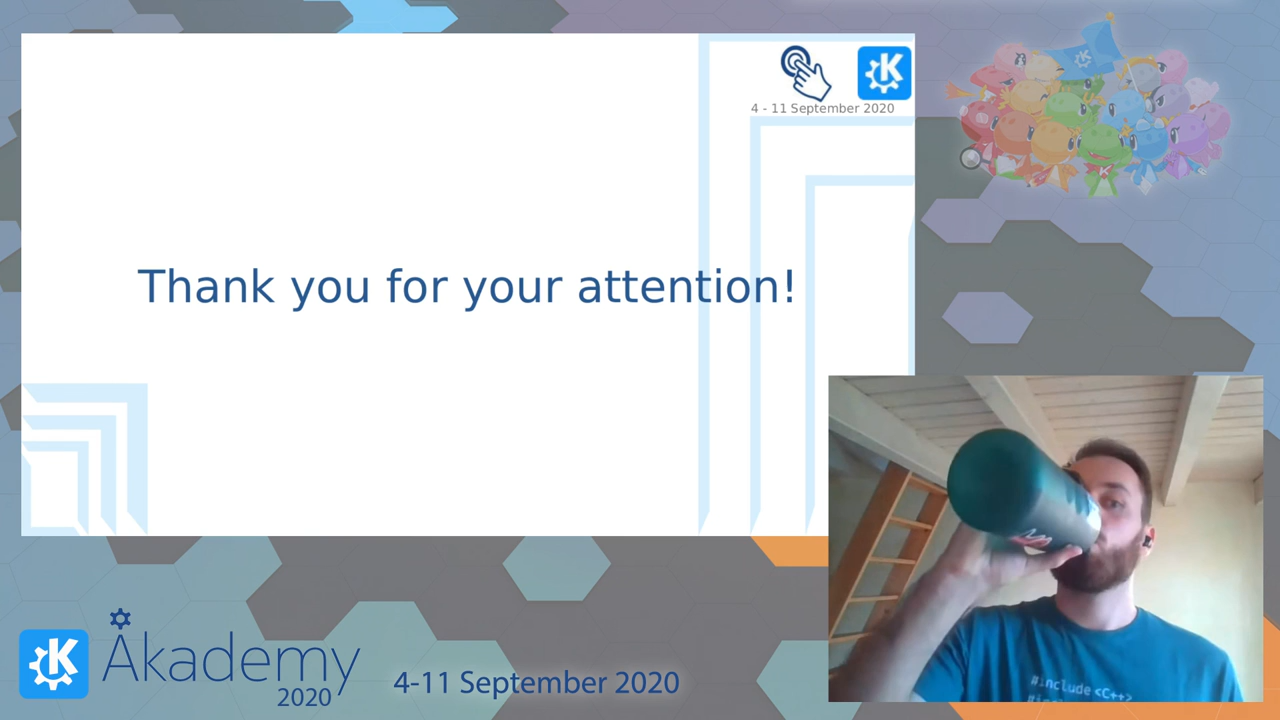 4 - 11 September 2020
Thank you for your attention!
#include <C++>
Akademy
2020
4-11 September 2020